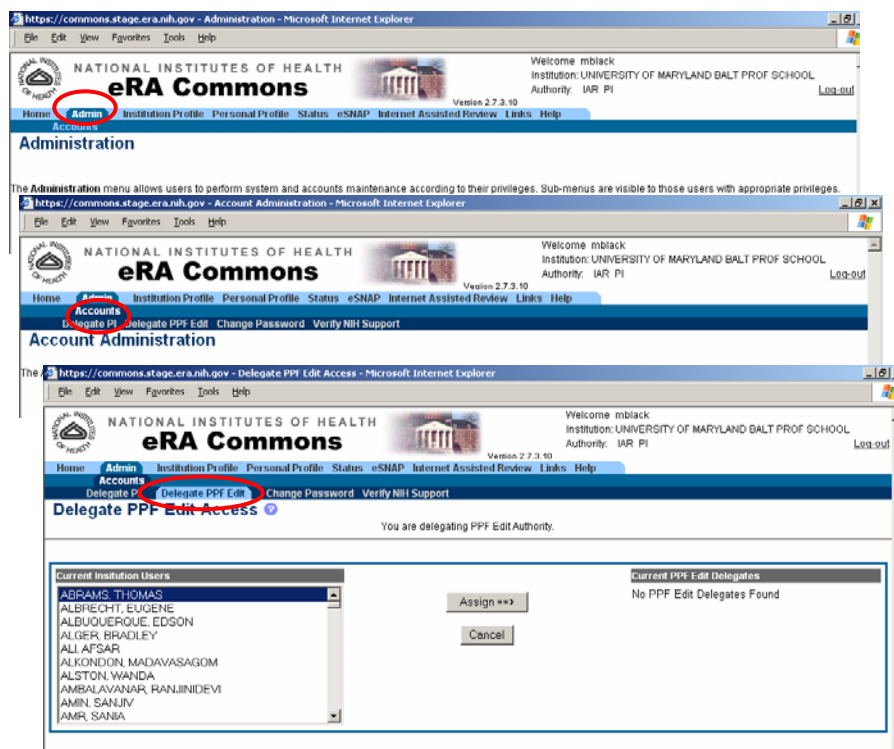 https://commons.stage.era.nih.gov - Administration - Microsoft Internet Explorer
File Edit View Favorites Tools Help
NATIONAL INSTITUTES OF HEALTH
eRA Commons
Version 2.7.3.10
Welcome mblack
Institution: UNIVERSITY OF MARYLAND BALT PROF SCHOOL
Authority: IAR PI
Log-out
Home Admin Institution Profile Personal Profile Status eSNAP Internet Assisted Review Links Help
Accounts
Administration
The Administration menu allows users to perform system and accounts maintenance according to their privileges. Sub-menus are visible to those users with appropriate privileges.
https://commons.stage.era.nih.gov - Account Administration - Microsoft Internet Explorer
File Edit View Favorites Tools Help
NATIONAL INSTITUTES OF HEALTH
eRA Commons
Version 2.7.3.10
Welcome mblack
Institution: UNIVERSITY OF MARYLAND BALT PROF SCHOOL
Authority: IAR PI
Log-out
Home Admin Institution Profile Personal Profile Status eSNAP Internet Assisted Review Links Help
Accounts
Delegate PI Delegate PPF Edit Change Password Verify NIH Support
Account Administration
The
https://commons.stage.era.nih.gov - Delegate PPF Edit Access - Microsoft Internet Explorer
File Edit View Favorites Tools Help
NATIONAL INSTITUTES OF HEALTH
eRA Commons
Version 2.7.3.10
Welcome mblack
Institution: UNIVERSITY OF MARYLAND BALT PROF SCHOOL
Authority: IAR PI
Log-out
Home Admin Institution Profile Personal Profile Status eSNAP Internet Assisted Review Links Help
Accounts
Delegate PI Delegate PPF Edit Change Password Verify NIH Support
Delegate PPF Edit Access ?
You are delegating PPF Edit Authority.
Current Insitution Users
ABRAMS, THOMAS
ALBRECHT, EUGENE
ALBUQUERQUE, EDSON
ALGER, BRADLEY
ALI, AFSAR
ALKONDON, MADAVASAGOM
ALSTON, WANDA
AMBALAVANAR, RANJINIDEVI
AMIN, SANJIV
AMR, SANIA
Assign ==>
Cancel
Current PPF Edit Delegates
No PPF Edit Delegates Found